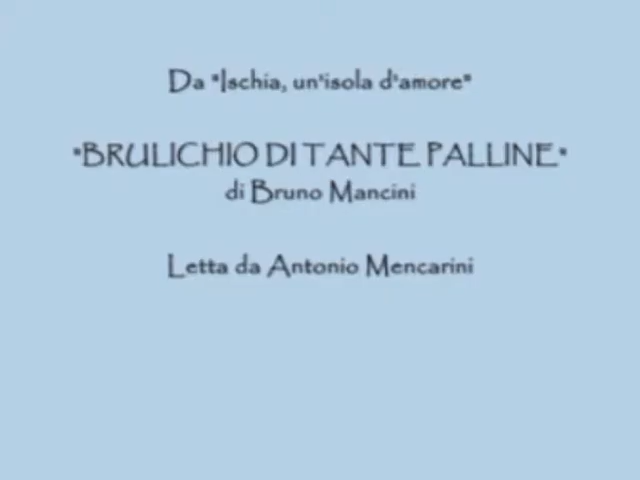 Da "Ischia, un'isola d'amore"
"BRULICHIO DI TANTE PALLINE"
di Bruno Mancini
Letta da Antonio Mencarini